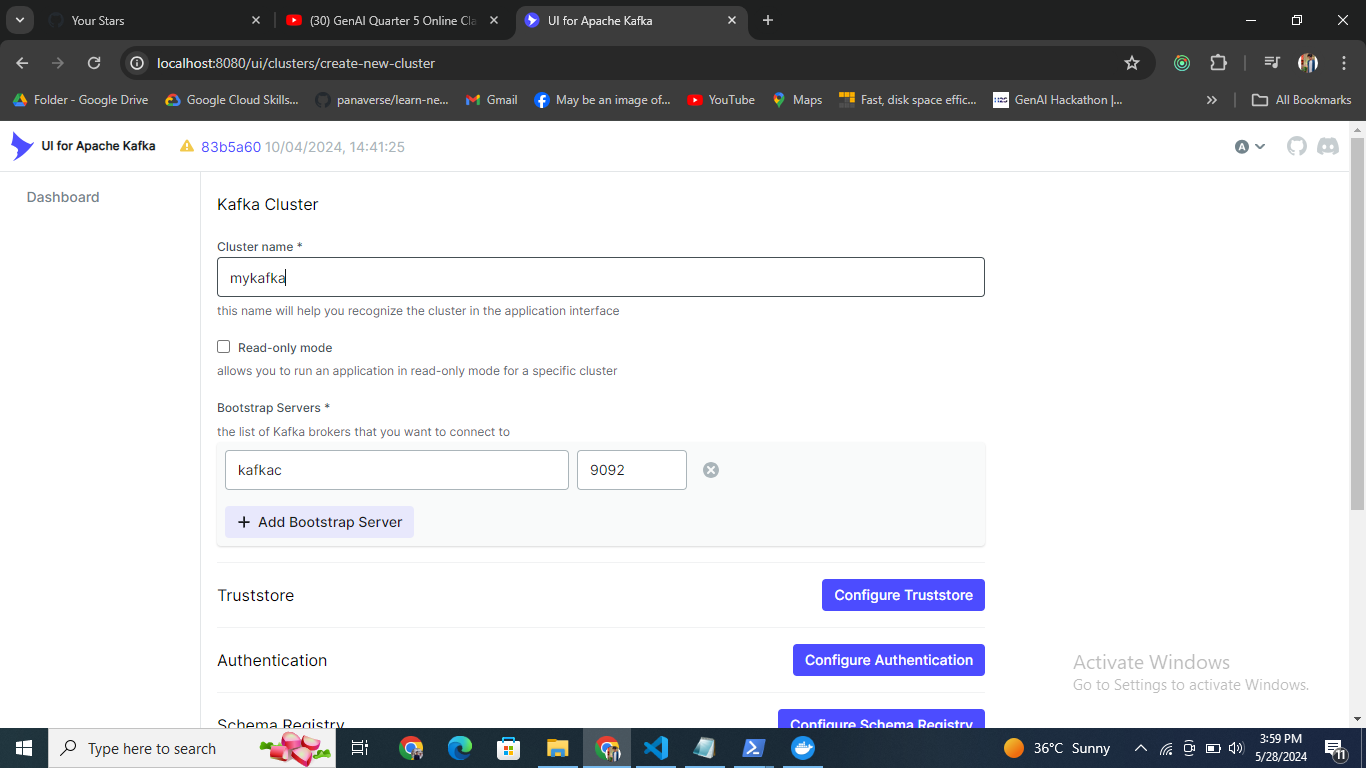 Your Stars
(30) GenAI Quarter 5 Online Cla
UI for Apache Kafka
localhost:8080/ui/clusters/create-new-cluster
Folder - Google Drive
Google Cloud Skills...
panaverse/learn-ne...
Gmail
May be an image of...
YouTube
Maps
Fast, disk space effic...
GenAI Hackathon |...
All Bookmarks
UI for Apache Kafka
83b5a60 10/04/2024, 14:41:25
A
Dashboard
Kafka Cluster
Cluster name *
mykafka
this name will help you recognize the cluster in the application interface
Read-only mode
allows you to run an application in read-only mode for a specific cluster
Bootstrap Servers *
the list of Kafka brokers that you want to connect to
kafkac
9092
+ Add Bootstrap Server
Truststore
Configure Truststore
Authentication
Configure Authentication
Schema Registry
Configure Schema Registry
Activate Windows
Go to Settings to activate Windows.
Type here to search
36°C Sunny
3:59 PM
5/28/2024
11